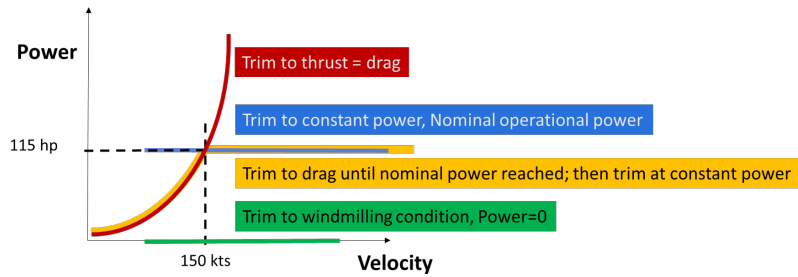 Power
Trim to thrust = drag
Trim to constant power, Nominal operational power
115 hp
Trim to drag until nominal power reached; then trim at constant power
Trim to windmilling condition, Power=0
150 kts
Velocity